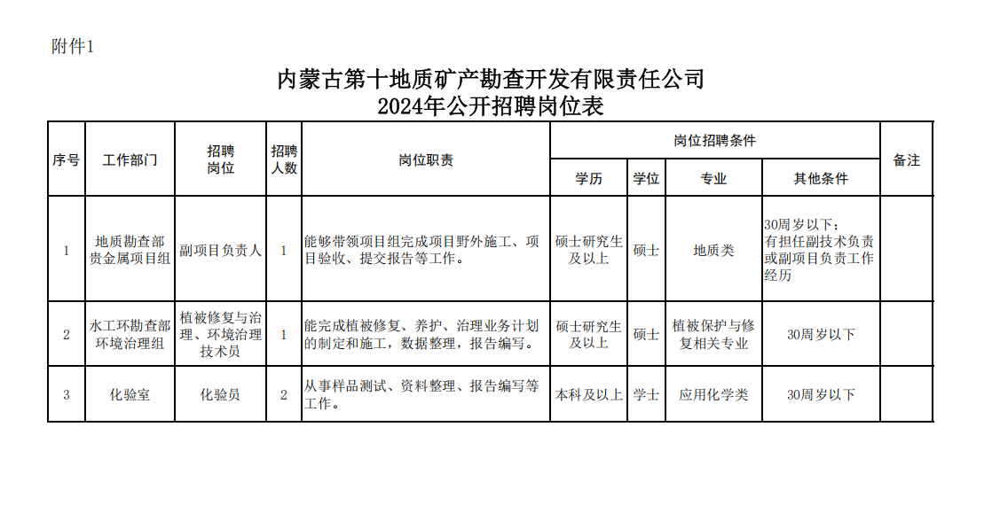 附件1
内蒙古第十地质矿产勘查开发有限责任公司
2024年公开招聘岗位表
序号 工作部门 招聘岗位 招聘人数 岗位职责 岗位招聘条件 备注
学历 学位 专业 其他条件
1 地质勘查部贵金属项目组 副项目负责人 1 能够带领项目组完成项目野外施工、项目验收、提交报告等工作。 硕士研究生及以上 硕士 地质类 30周岁以下；有担任副技术负责或副项目负责工作经历
2 水工环勘查部环境治理组 植被修复与治理、环境治理技术员 1 能完成植被修复、养护、治理业务计划的制定和施工，数据整理，报告编写。 硕士研究生及以上 硕士 植被保护与修复相关专业 30周岁以下
3 化验室 化验员 2 从事样品测试、资料整理、报告编写等工作。 本科及以上 学士 应用化学类 30周岁以下